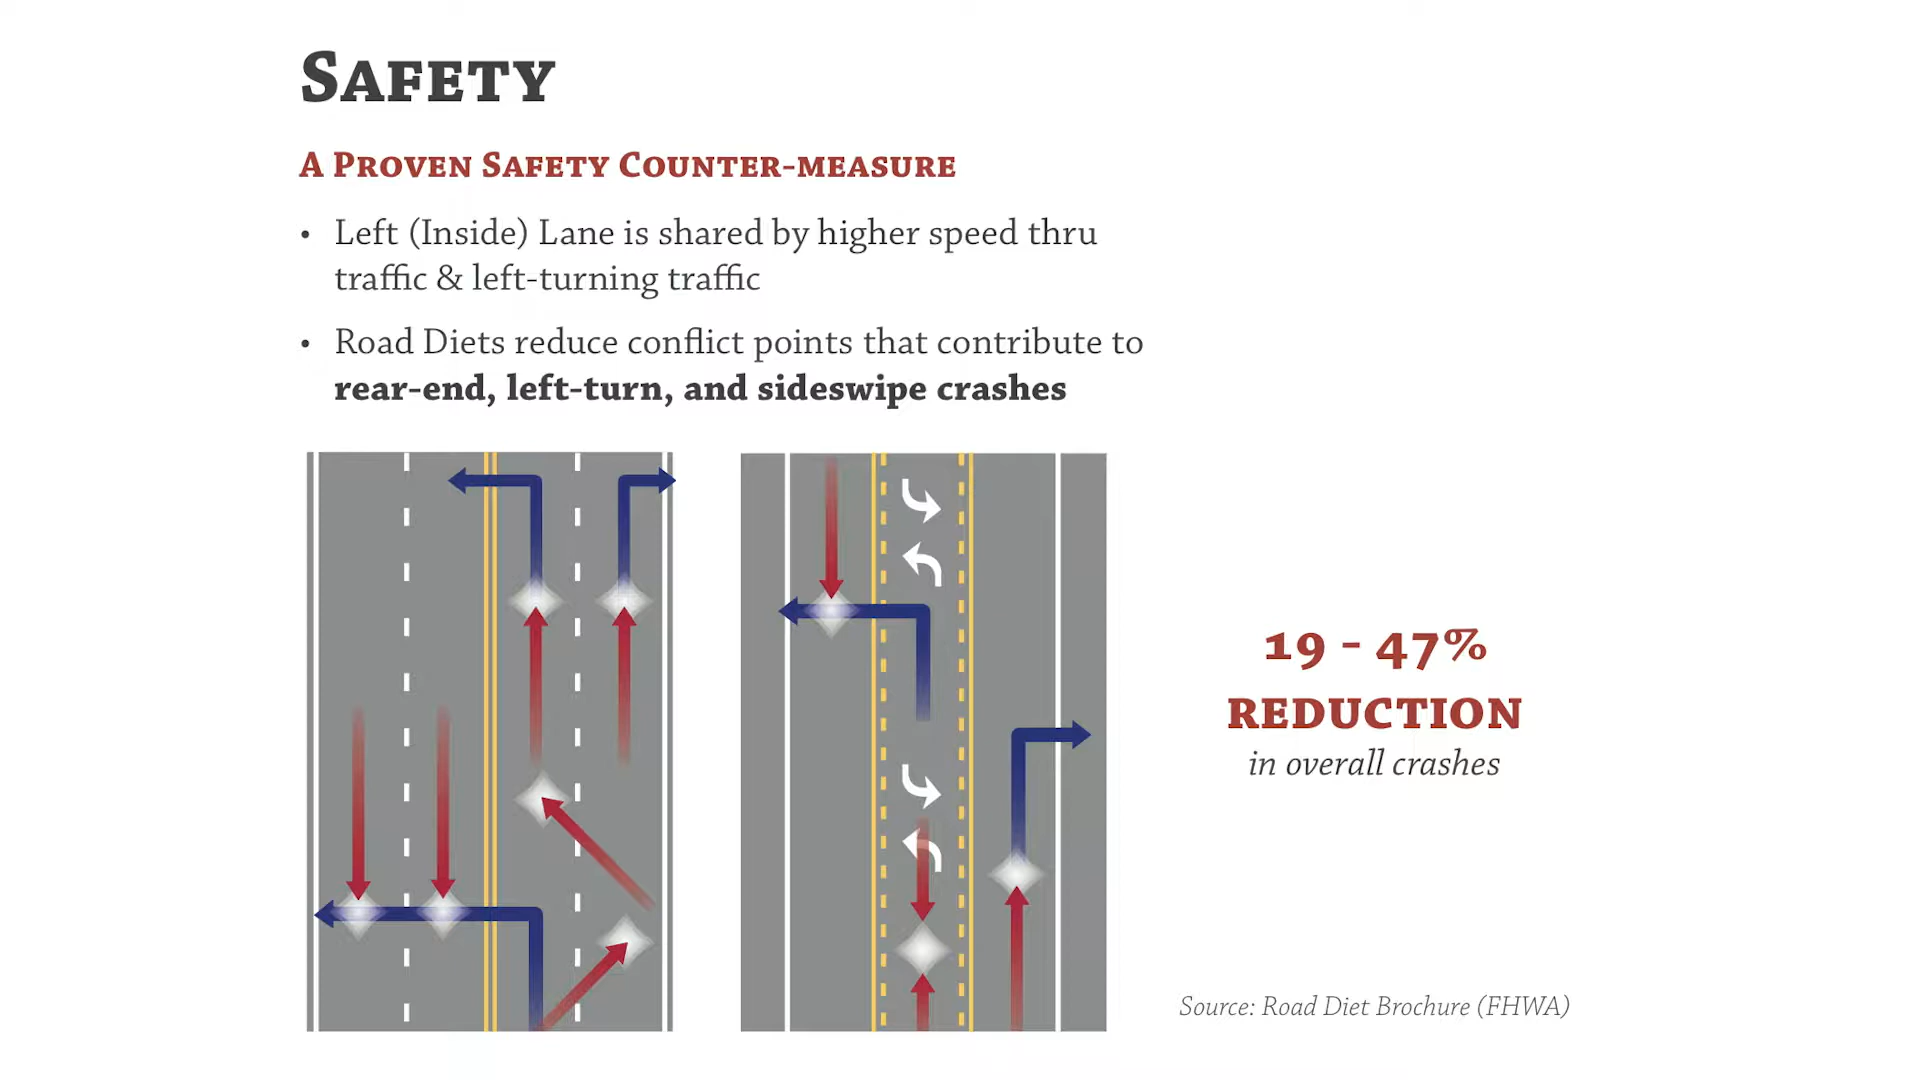 SAFETY
A PROVEN SAFETY COUNTER-MEASURE
• Left (Inside) Lane is shared by higher speed thru
traffic & left-turning traffic
• Road Diets reduce conflict points that contribute to
rear-end, left-turn, and sideswipe crashes
19 - 47%
REDUCTION
in overall crashes
Source: Road Diet Brochure (FHWA)